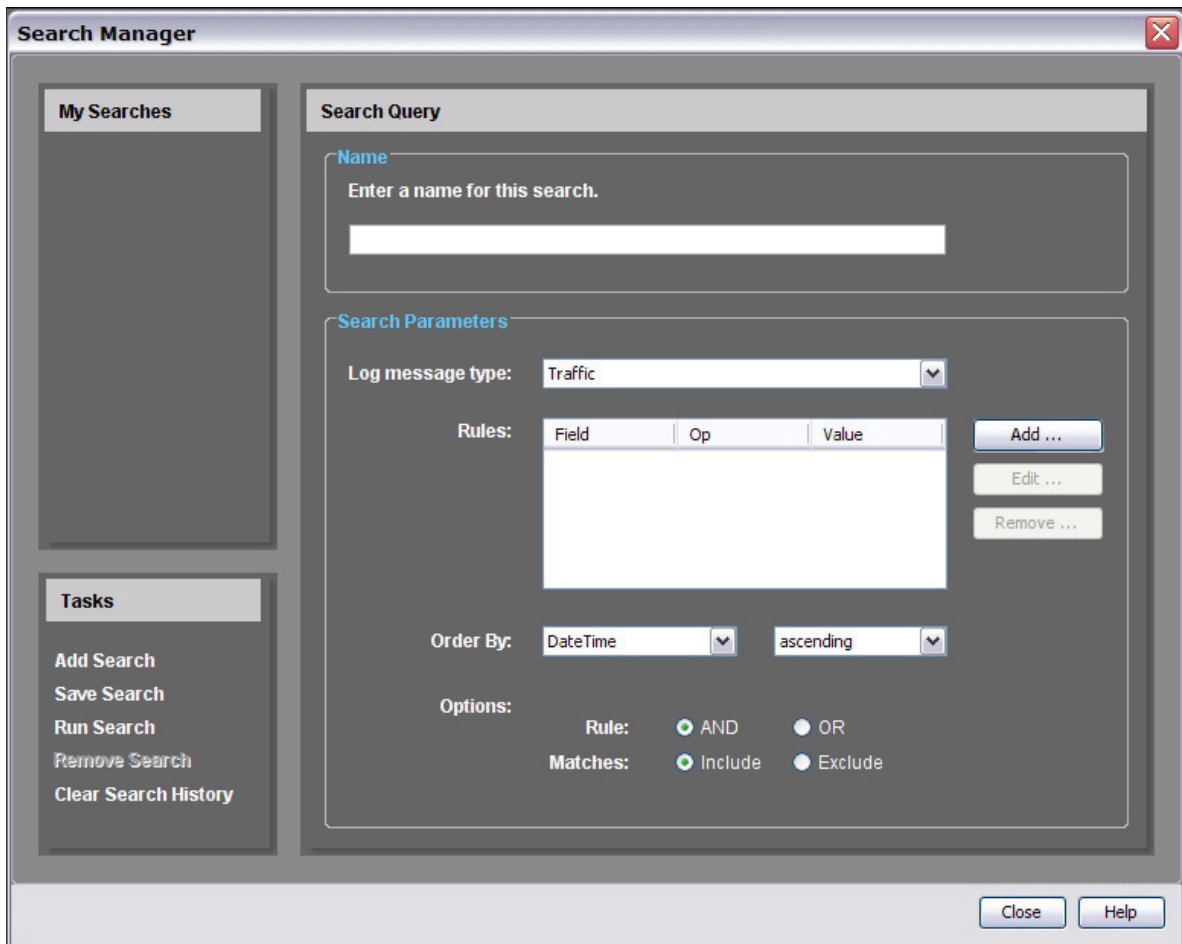 Search Manager
My Searches
Tasks
Add Search
Save Search
Run Search
Remove Search
Clear Search History
Search Query
Name
Enter a name for this search.
Search Parameters
Log message type: Traffic
Rules: Field Op Value
Add ...
Edit ...
Remove ...
Order By: DateTime ascending
Options:
Rule: AND OR
Matches: Include Exclude
Close Help